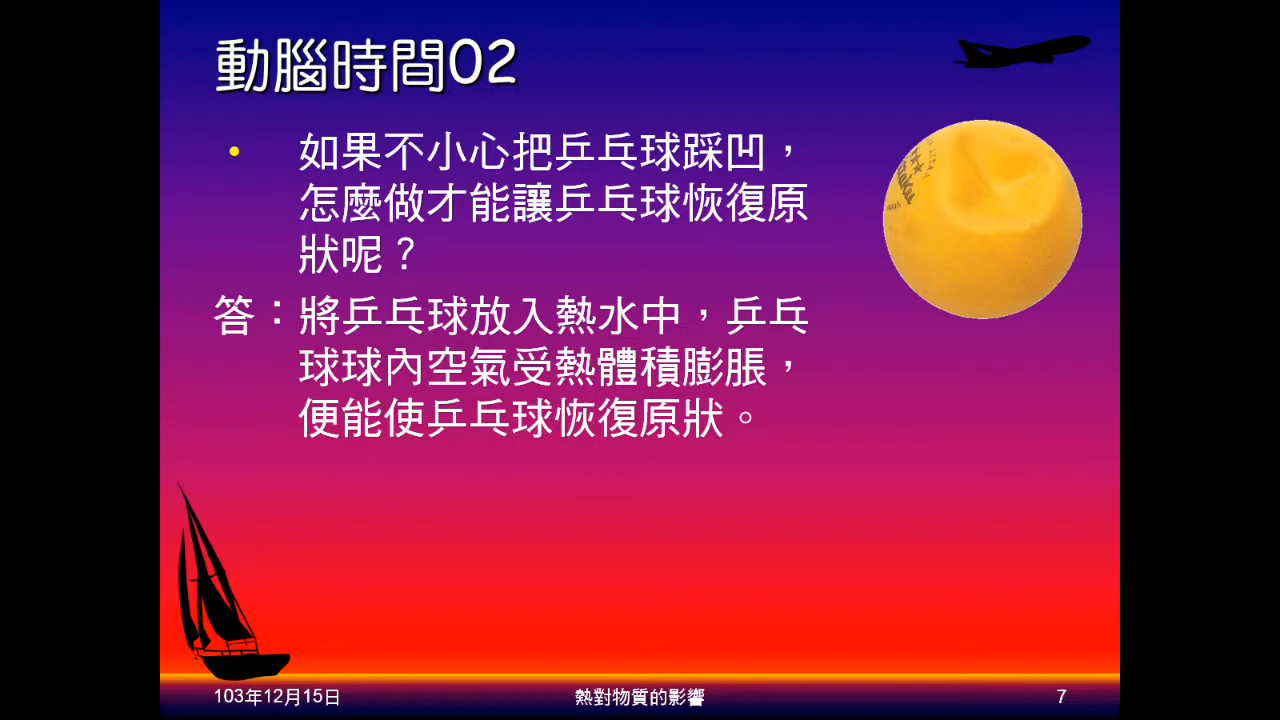 動腦時間02
• 如果不小心把乒乓球踩凹，
怎麼做才能讓乒乓球恢復原
狀呢？
答：將乒乓球放入熱水中，乒乓
球球內空氣受熱體積膨脹，
便能使乒乓球恢復原狀。
103年12月15日
熱對物質的影響
7